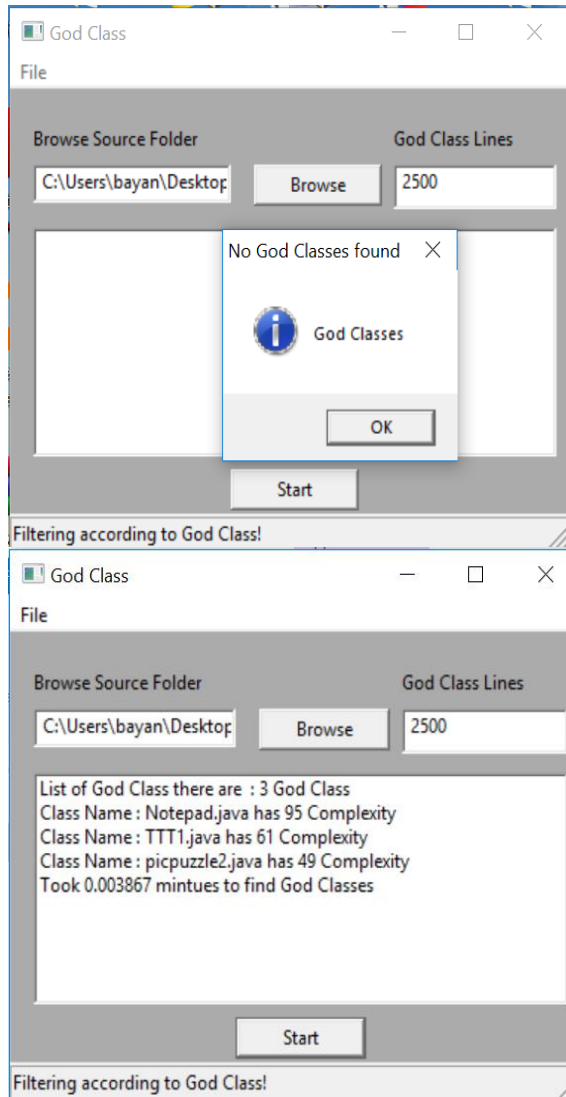 God Class
File
Browse Source Folder God Class Lines
C:\Users\bayan\Desktop Browse 2500
No God Classes found
God Classes
OK
Start
Filtering according to God Class!
God Class
File
Browse Source Folder God Class Lines
C:\Users\bayan\Desktop Browse 2500
List of God Class there are : 3 God Class
Class Name : Notepad.java has 95 Complexity
Class Name : TTT1.java has 61 Complexity
Class Name : picpuzzle2.java has 49 Complexity
Took 0.003867 mintues to find God Classes
Start
Filtering according to God Class!